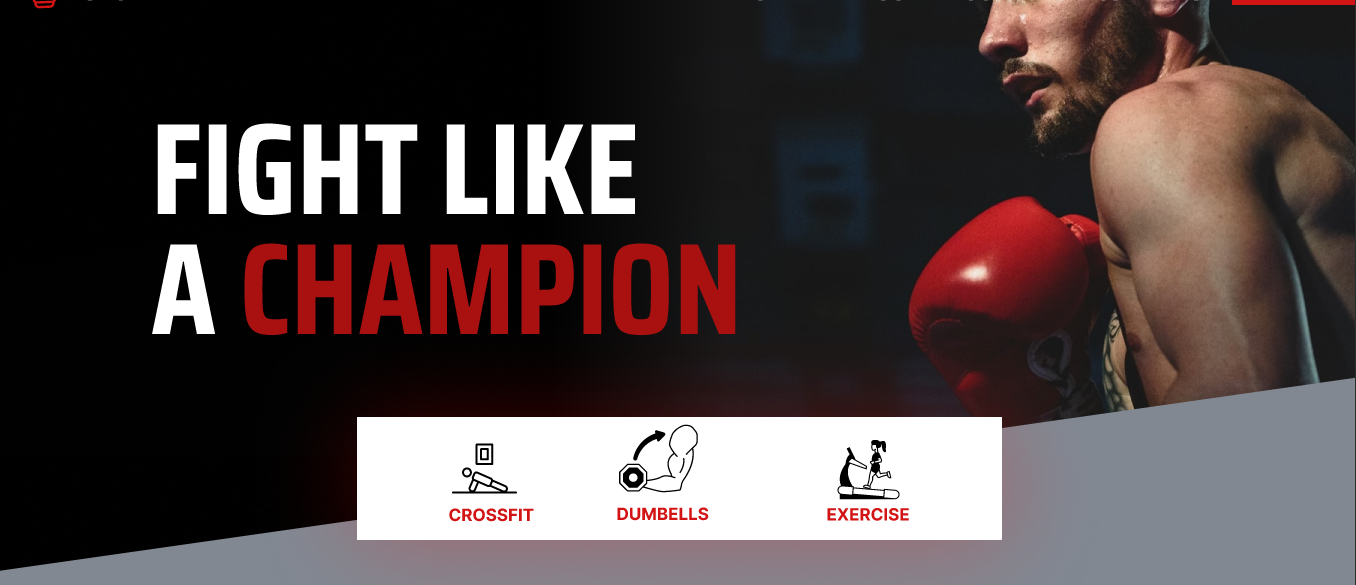 FIGHT LIKE
A CHAMPION
CROSSFIT
DUMBELLS
EXERCISE